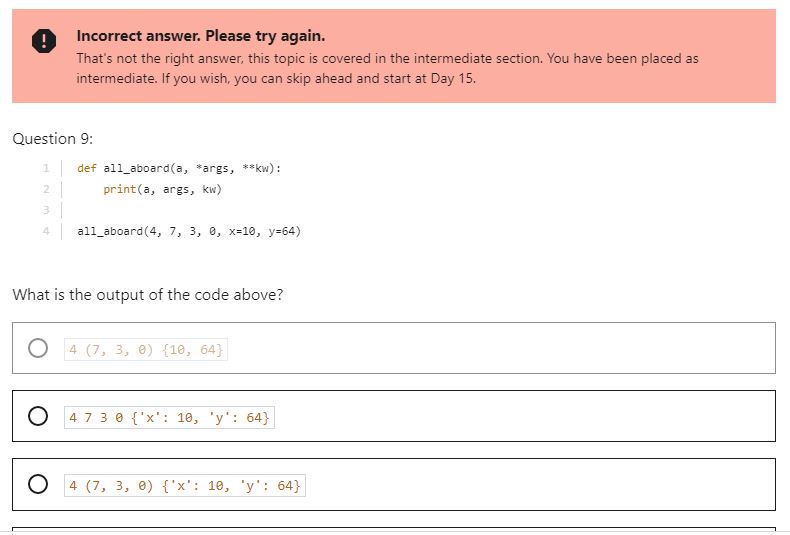 Incorrect answer. Please try again.
That's not the right answer, this topic is covered in the intermediate section. You have been placed as
intermediate. If you wish, you can skip ahead and start at Day 15.
Question 9:
1 def all_aboard(a, *args, **kw):
2 print(a, args, kw)
3
4 all_aboard(4, 7, 3, 0, x=10, y=64)
What is the output of the code above?
4 (7, 3, 0) {10, 64}
4 7 3 0 {'x': 10, 'y': 64}
4 (7, 3, 0) {'x': 10, 'y': 64}